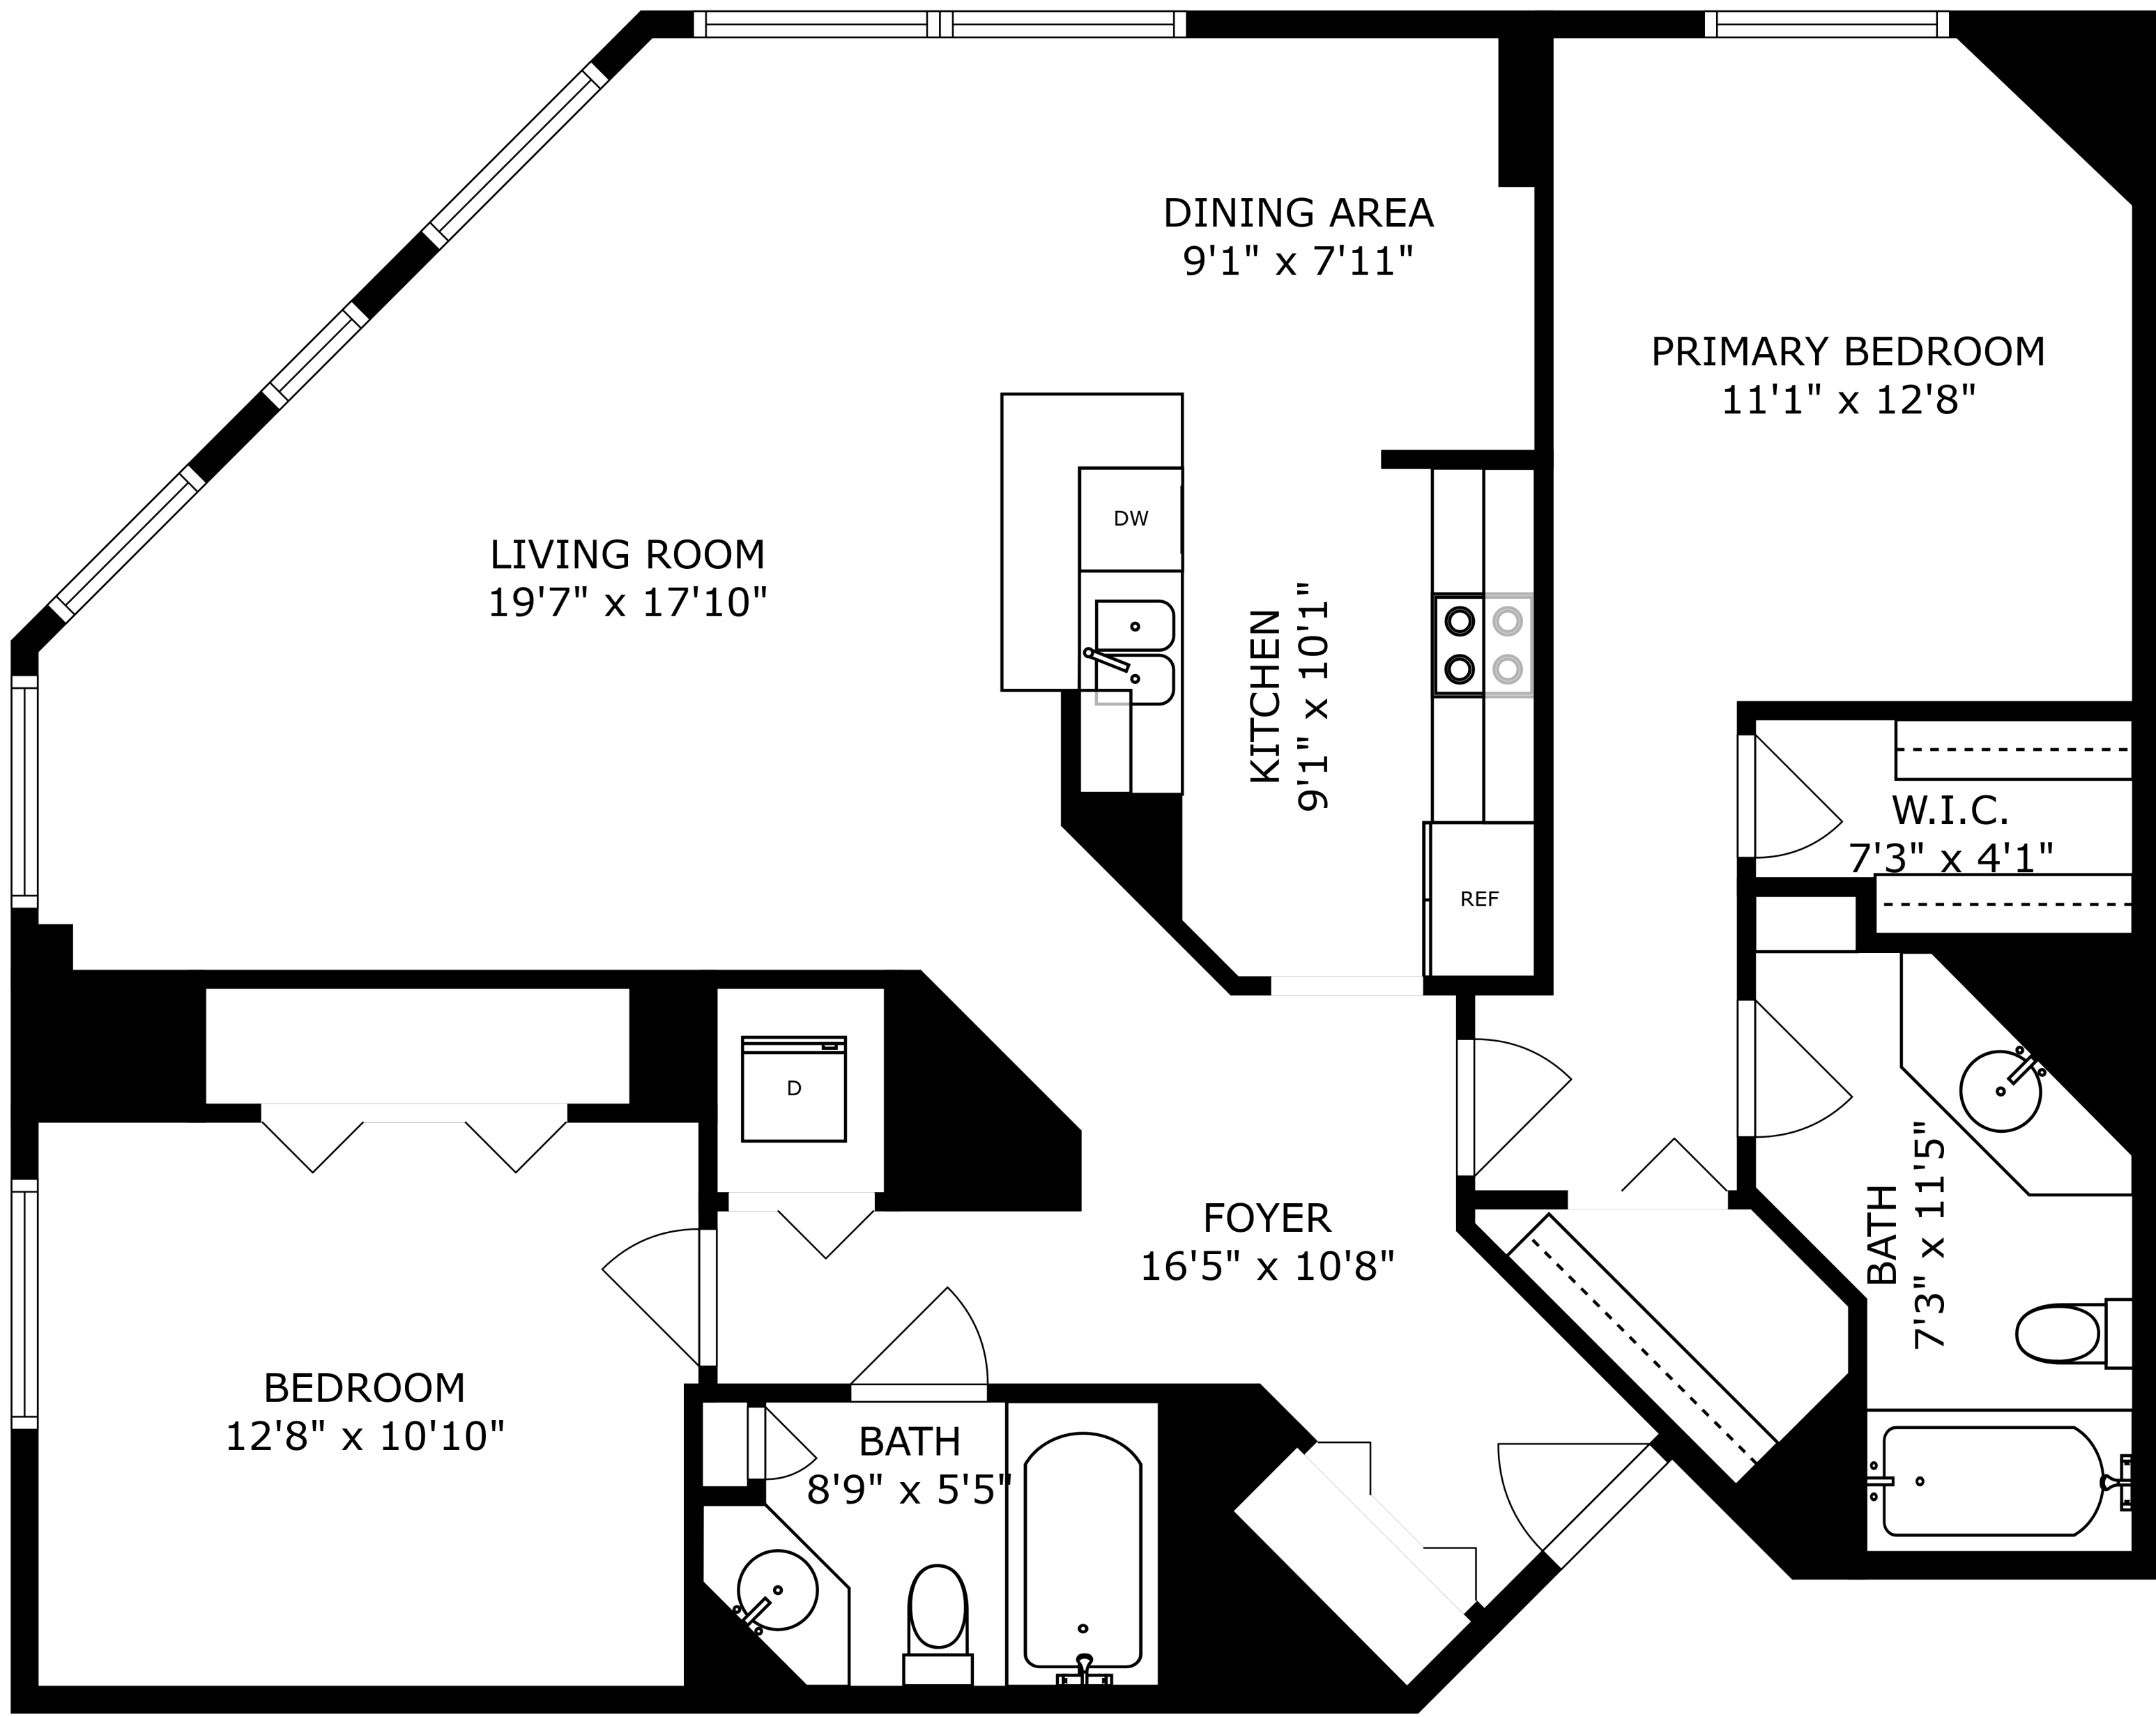 DINING AREA
9'1" x 7'11"
PRIMARY BEDROOM
11'1" x 12'8"
LIVING ROOM
19'7" x 17'10"
DW
KITCHEN
9'1" x 10'1"
W.I.C.
7'3" x 4'1"
REF
D
BATH
7'3" x 11'5"
FOYER
16'5" x 10'8"
BEDROOM
12'8" x 10'10"
BATH
8'9" x 5'5"